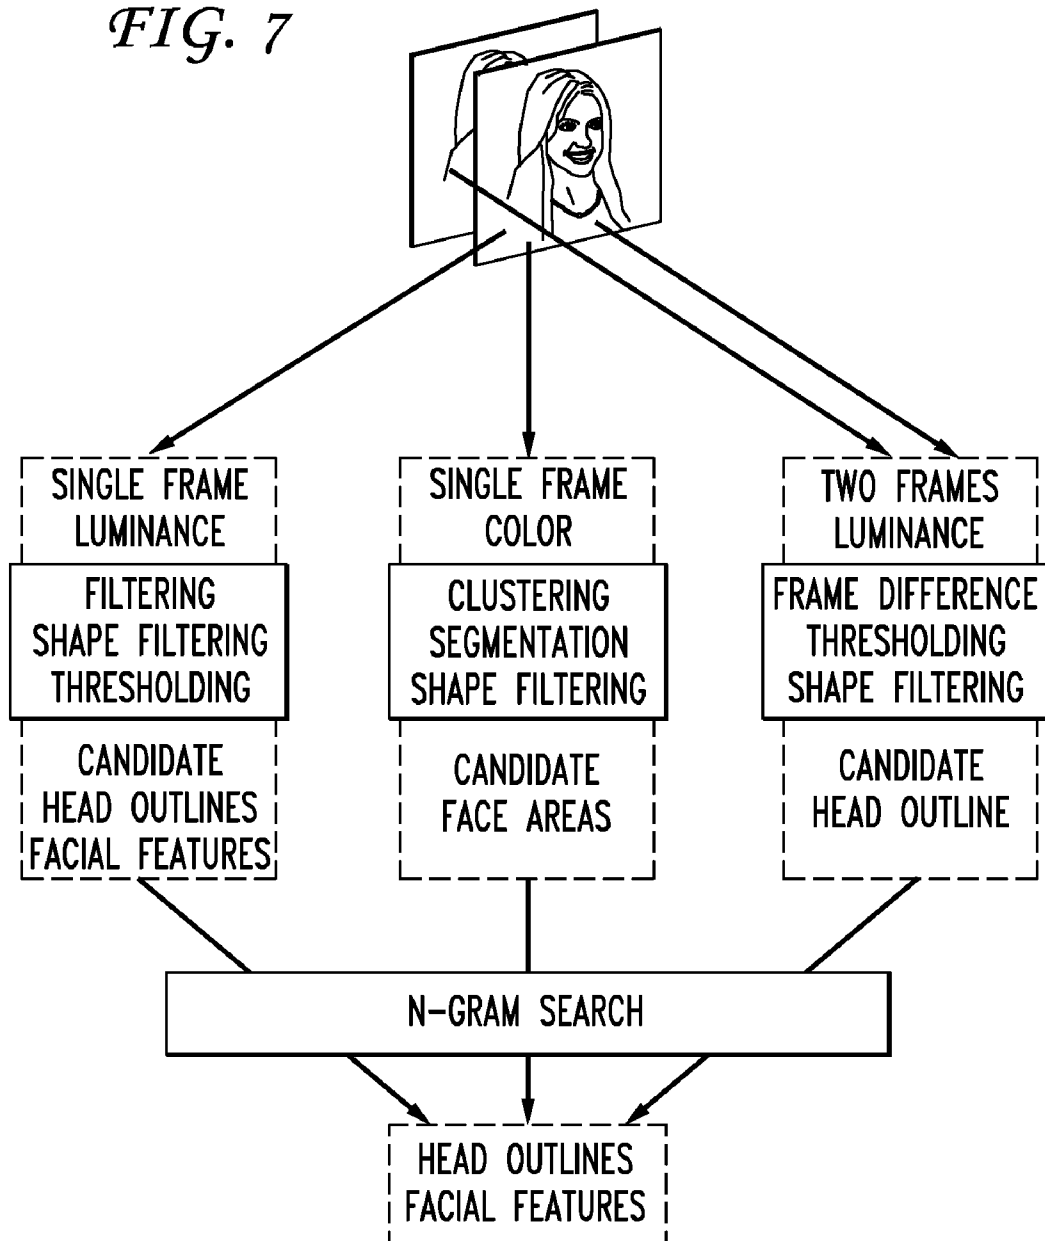 FIG. 7
SINGLE FRAME
LUMINANCE
FILTERING
SHAPE FILTERING
THRESHOLDING
CANDIDATE
HEAD OUTLINES
FACIAL FEATURES
SINGLE FRAME
COLOR
CLUSTERING
SEGMENTATION
SHAPE FILTERING
CANDIDATE
FACE AREAS
TWO FRAMES
LUMINANCE
FRAME DIFFERENCE
THRESHOLDING
SHAPE FILTERING
CANDIDATE
HEAD OUTLINE
N-GRAM SEARCH
HEAD OUTLINES
FACIAL FEATURES